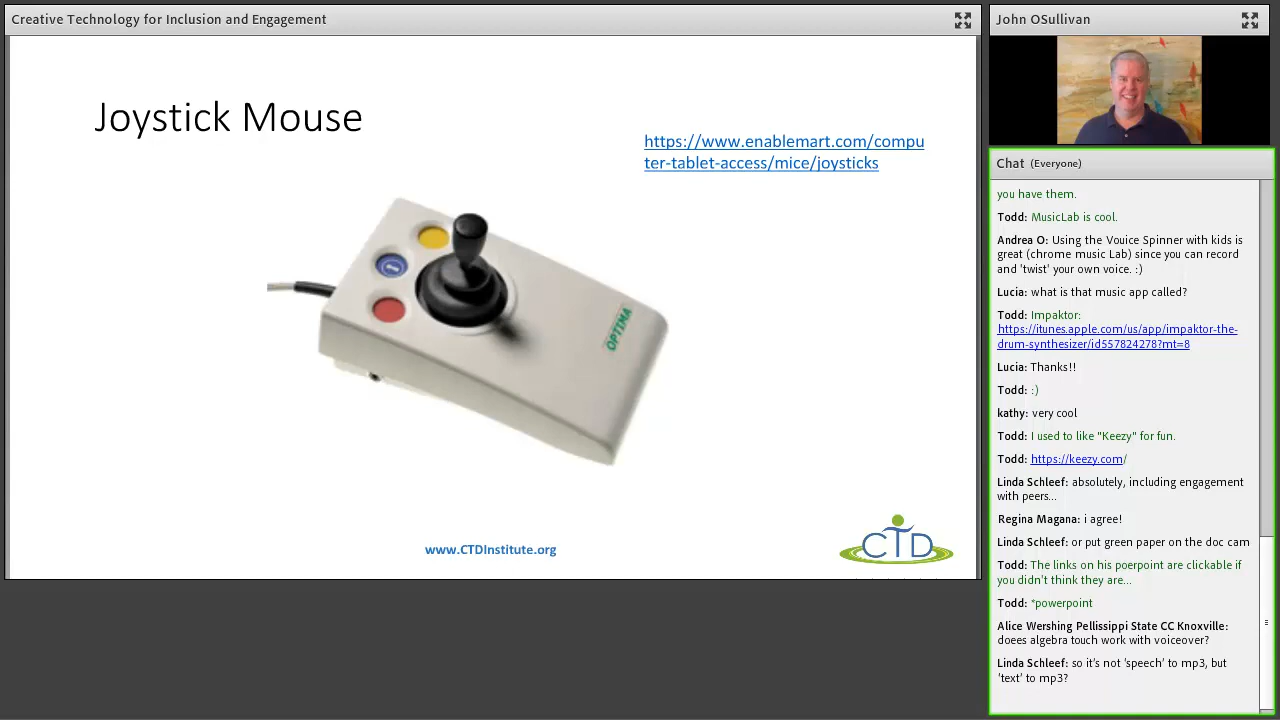 Creative Technology for Inclusion and Engagement
Joystick Mouse
https://www.enablemart.com/compu
ter-tablet-access/mice/joysticks
OPTIMA
www.CTDInstitute.org
CTD
John OSullivan
Chat (Everyone)
you have them.
Todd: MusicLab is cool.
Andrea O: Using the Vouice Spinner with kids is
great (chrome music Lab) since you can record
and 'twist' your own voice. :)
Lucia: what is that music app called?
Todd: Impaktor:
https://itunes.apple.com/us/app/impaktor-the-
drum-synthesizer/id557824278?mt=8
Lucia: Thanks!!
Todd: :)
kathy: very cool
Todd: I used to like "Keezy" for fun.
Todd: https://keezy.com/
Linda Schleef: absolutely, including engagement
with peers...
Regina Magana: i agree!
Linda Schleef: or put green paper on the doc cam
Todd: The links on his poerpoint are clickable if
you didn't think they are...
Todd: *powerpoint
Alice Wershing Pellissippi State CC Knoxville:
doees algebra touch work with voiceover?
Linda Schleef: so it's not 'speech' to mp3, but
'text' to mp3?